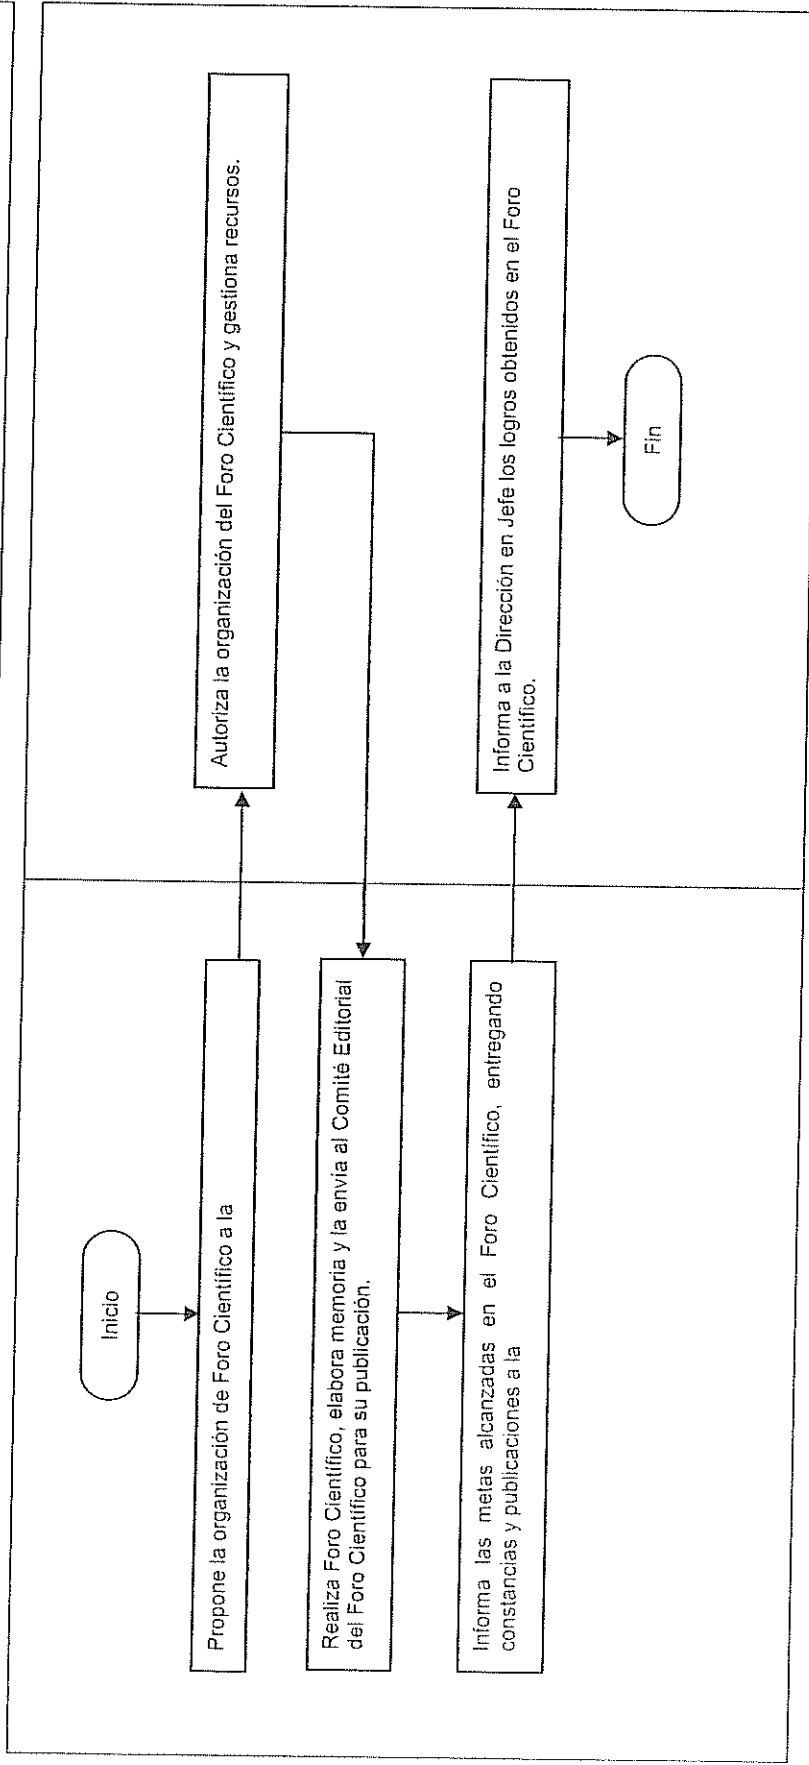 Inicio
Propone la organización de Foro Científico a la
Autoriza la organización del Foro Científico y gestiona recursos.
Realiza Foro Científico, elabora memoria y la envía al Comité Editorial
del Foro Científico para su publicación.
Informa las metas alcanzadas en el Foro Científico, entregando
constancias y publicaciones a la
Informa a la Dirección en Jefe los logros obtenidos en el Foro
Científico.
Fin